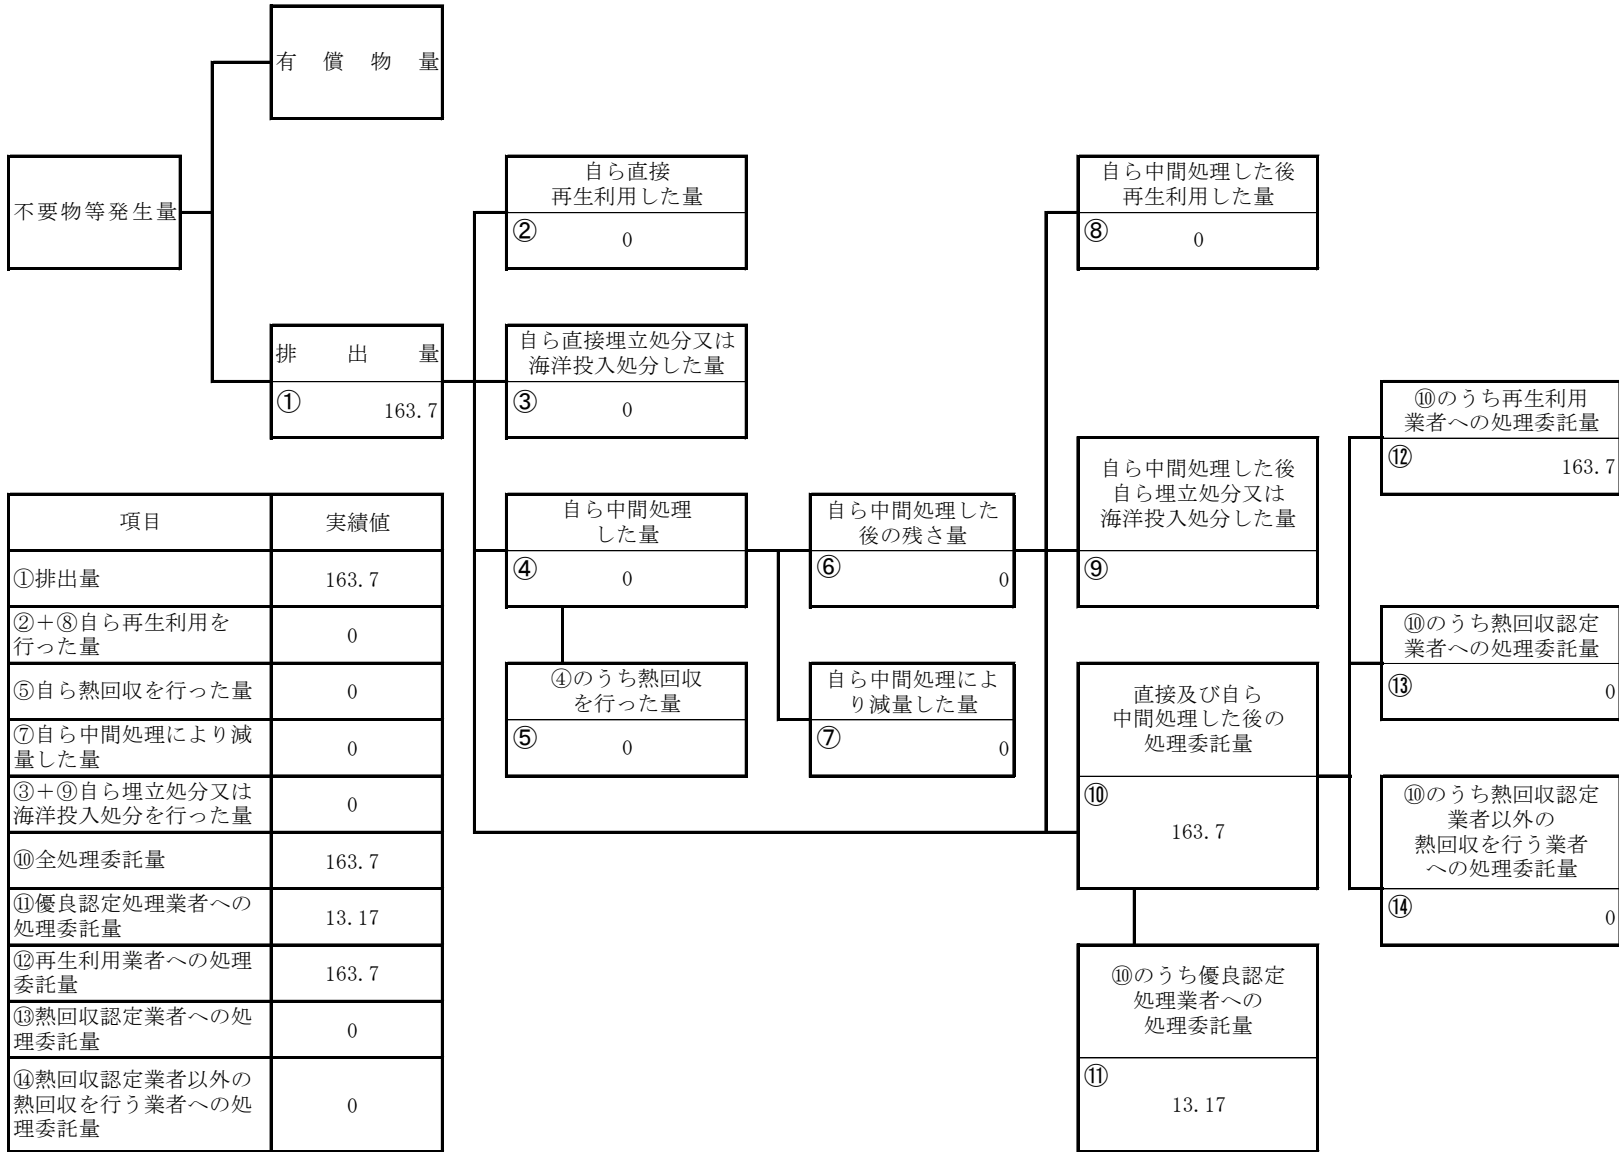 有償物量
不要物等発生量
排出量
①
163.7
自ら直接
再生利用した量
②
0
自ら直接埋立処分又は
海洋投入処分した量
③
0
自ら中間処理
した量
④
0
④のうち熱回収
を行った量
⑤
0
自ら中間処理した
後の残さ量
⑥
0
自ら中間処理によ
り減量した量
⑦
0
自ら中間処理した後
再生利用した量
⑧
0
自ら中間処理した後
自ら埋立処分又は
海洋投入処分した量
⑨
直接及び自ら
中間処理した後の
処理委託量
⑩
163.7
⑩のうち優良認定
処理業者への
処理委託量
⑪
13.17
⑩のうち再生利用
業者への処理委託量
⑫
163.7
⑩のうち熱回収認定
業者への処理委託量
⑬
0
⑩のうち熱回収認定
業者以外の
熱回収を行う業者
への処理委託量
⑭
0
項目 実績値
①排出量 163.7
②＋⑧自ら再生利用を
行った量 0
⑤自ら熱回収を行った量 0
⑦自ら中間処理により減
量した量 0
③＋⑨自ら埋立処分又は
海洋投入処分を行った量 0
⑩全処理委託量 163.7
⑪優良認定処理業者への
処理委託量 13.17
⑫再生利用業者への処理
委託量 163.7
⑬熱回収認定業者への処
理委託量 0
⑭熱回収認定業者以外の
熱回収を行う業者への処
理委託量 0